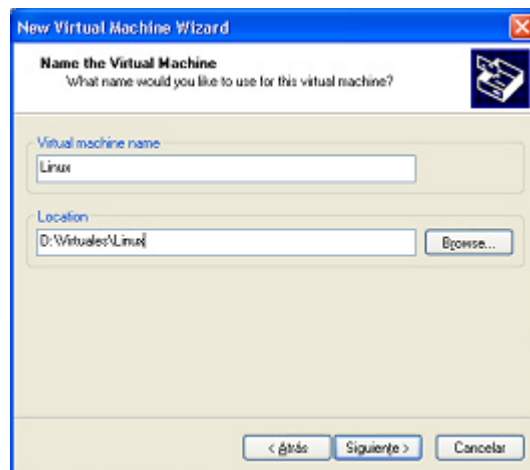 New Virtual Machine Wizard
Name the Virtual Machine
What name would you like to use for this virtual machine?
Virtual machine name
Linux
Location
D:\Virtuales\Linux
Browse...
< Atrás
Siguiente >
Cancelar